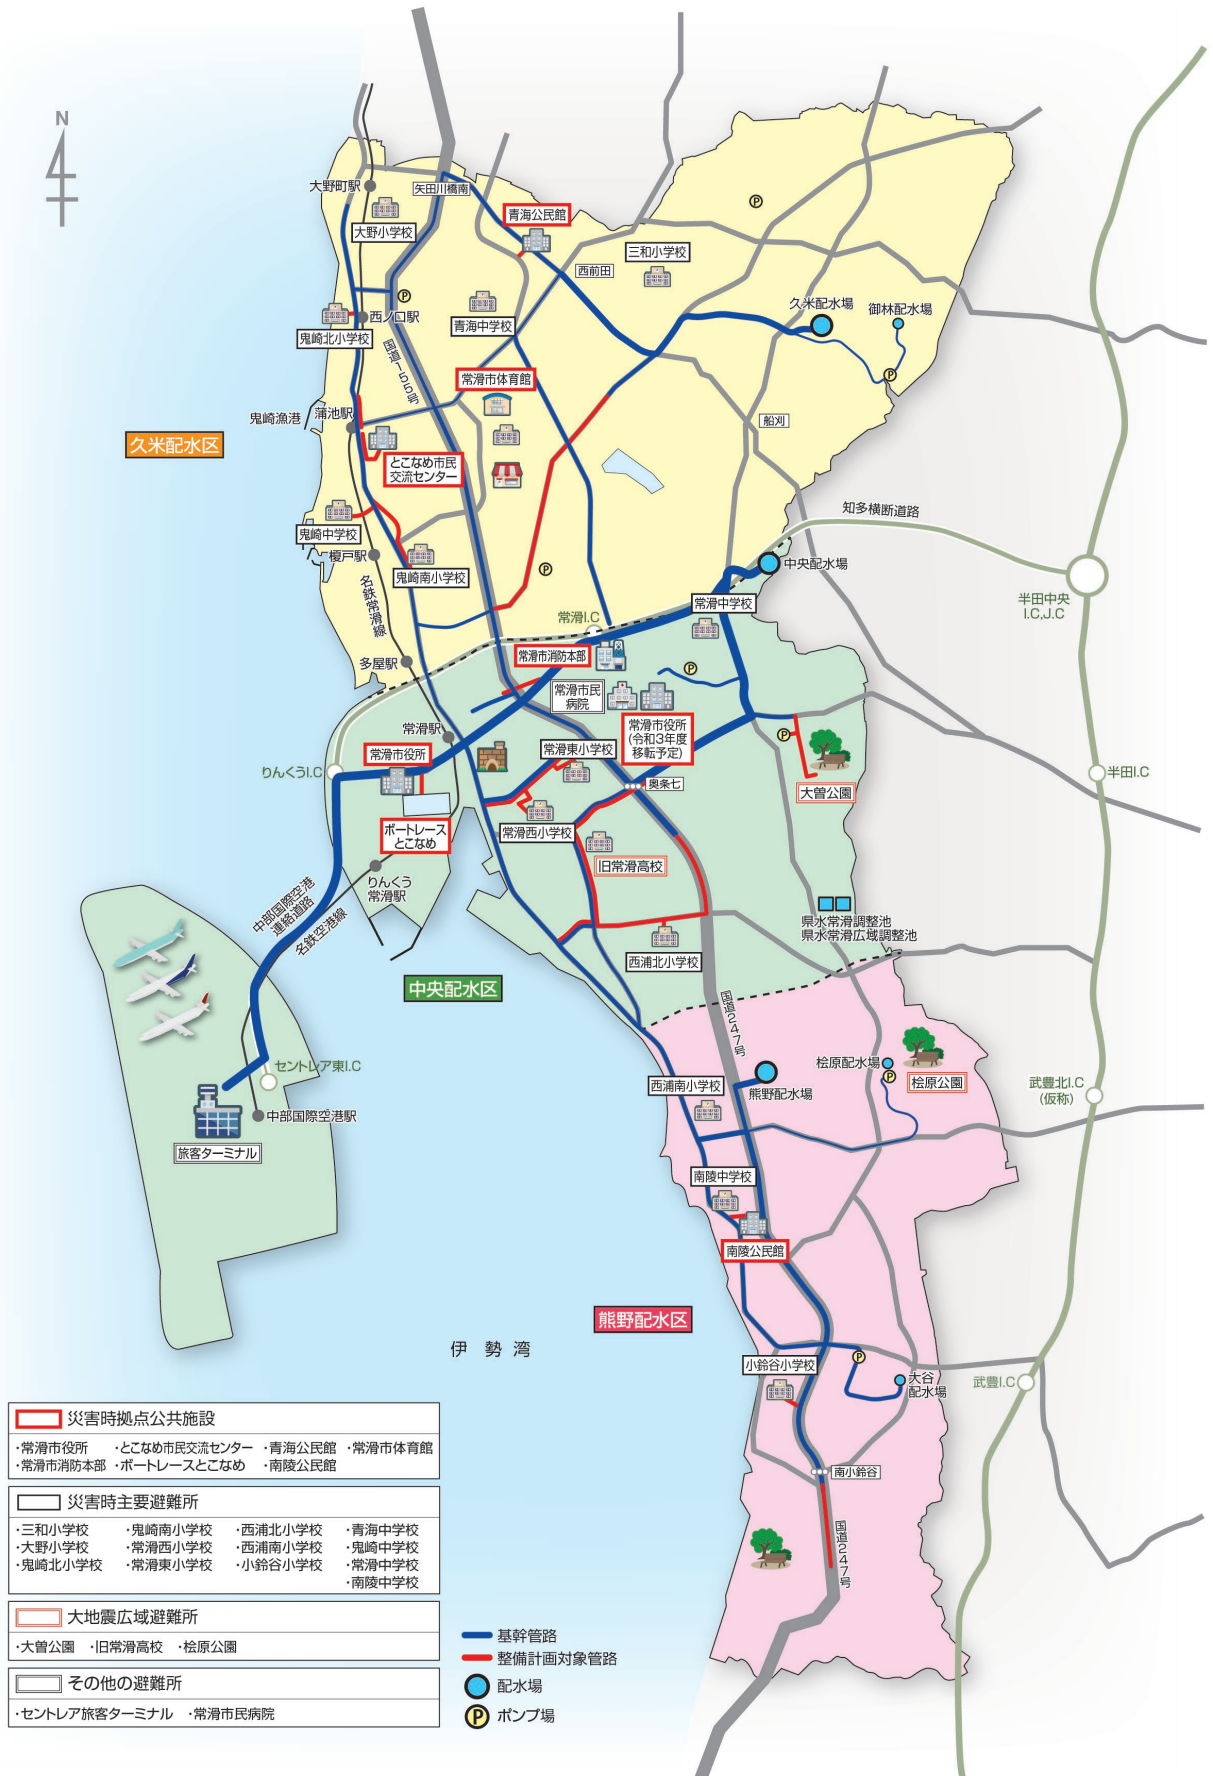 N
大野町駅
矢田川橋南
大野小学校
青海公民館
三和小学校
西前田
久米配水場
御林配水場
P
P
西ノ口駅
鬼崎北小学校
青海中学校
国道155号
常滑市体育館
P
鬼崎漁港
蒲池駅
船刈
久米配水区
とこなめ市民
交流センター
鬼崎中学校
榎戸駅
鬼崎南小学校
P
知多横断道路
中央配水場
半田中央
I.C,J.C
名鉄常滑線
常滑I.C
常滑中学校
多屋駅
常滑市消防本部
P
常滑市民
病院
常滑市役所
(令和3年度
移転予定)
常滑駅
常滑市役所
常滑東小学校
P
りんくうI.C
奥条七
大曽公園
半田I.C
ボートレース
とこなめ
常滑西小学校
旧常滑高校
りんくう
常滑駅
中部国際空港
連絡道路
名鉄空港線
県水常滑調整池
県水常滑広域調整池
西浦北小学校
中央配水区
国道247号
セントレア東I.C
中部国際空港駅
旅客ターミナル
西浦南小学校
熊野配水場
桧原配水場
P
桧原公園
武豊北I.C
(仮称)
南陵中学校
南陵公民館
熊野配水区
伊勢湾
小鈴谷小学校
P
大谷
配水場
武豊I.C
南小鈴谷
国道247号
災害時拠点公共施設
・常滑市役所 ・とこなめ市民交流センター ・青海公民館 ・常滑市体育館
・常滑市消防本部 ・ボートレースとこなめ ・南陵公民館
災害時主要避難所
・三和小学校 ・鬼崎南小学校 ・西浦北小学校 ・青海中学校
・大野小学校 ・常滑西小学校 ・西浦南小学校 ・鬼崎中学校
・鬼崎北小学校 ・常滑東小学校 ・小鈴谷小学校 ・常滑中学校
・南陵中学校
大地震広域避難所
・大曽公園 ・旧常滑高校 ・桧原公園
その他の避難所
・セントレア旅客ターミナル ・常滑市民病院
基幹管路
整備計画対象管路
配水場
P ポンプ場